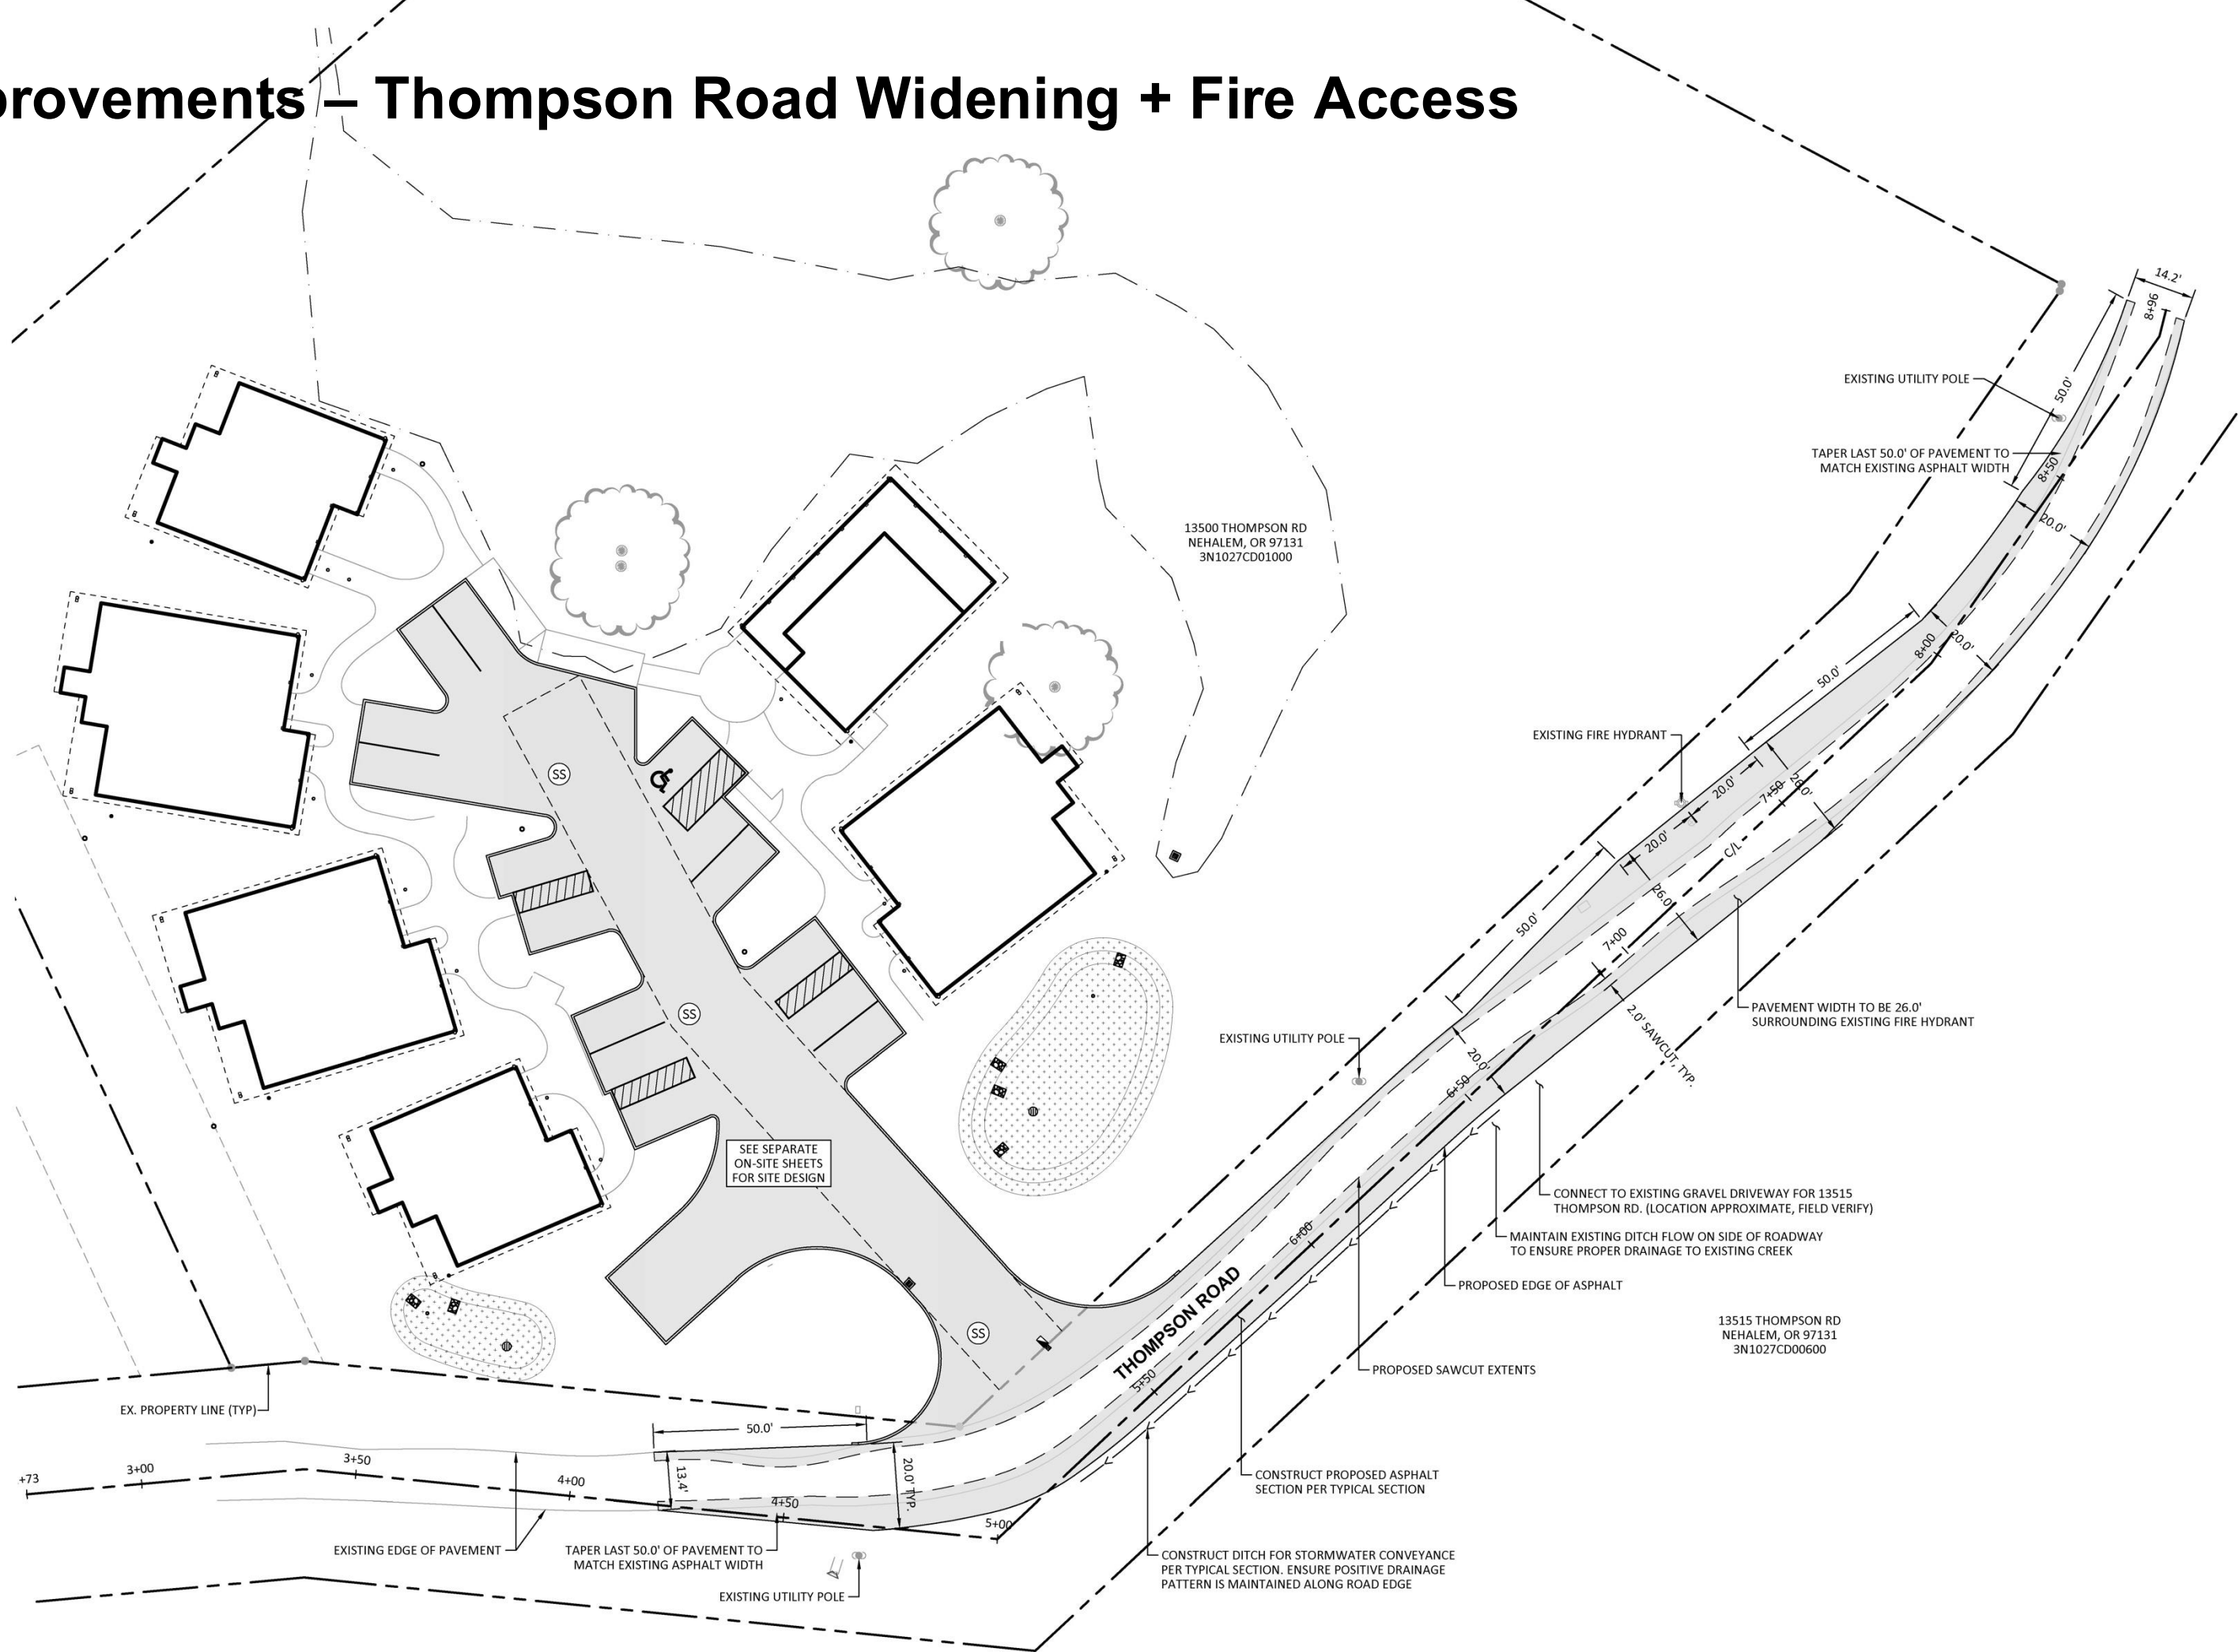 provements – Thompson Road Widening + Fire Access
14.2'
8+96
50.0'
EXISTING UTILITY POLE
TAPER LAST 50.0' OF PAVEMENT TO
MATCH EXISTING ASPHALT WIDTH
8+50
20.0'
13500 THOMPSON RD
NEHALEM, OR 97131
3N1027CD01000
8+00
20.0'
50.0'
EXISTING FIRE HYDRANT
20.0'
7+50
26.0'
20.0'
C/L
26.0'
50.0'
7+00
SS
PAVEMENT WIDTH TO BE 26.0'
SURROUNDING EXISTING FIRE HYDRANT
2.0' SAWCUT, TYP.
SS
EXISTING UTILITY POLE
20.0'
6+50
SEE SEPARATE
ON-SITE SHEETS
FOR SITE DESIGN
CONNECT TO EXISTING GRAVEL DRIVEWAY FOR 13515
THOMPSON RD. (LOCATION APPROXIMATE, FIELD VERIFY)
MAINTAIN EXISTING DITCH FLOW ON SIDE OF ROADWAY
TO ENSURE PROPER DRAINAGE TO EXISTING CREEK
6+00
PROPOSED EDGE OF ASPHALT
THOMPSON ROAD
SS
13515 THOMPSON RD
NEHALEM, OR 97131
3N1027CD00600
PROPOSED SAWCUT EXTENTS
5+50
EX. PROPERTY LINE (TYP)
50.0'
+73
3+00
3+50
4+00
13.4'
4+50
20.0' TYP.
5+00
CONSTRUCT PROPOSED ASPHALT
SECTION PER TYPICAL SECTION
EXISTING EDGE OF PAVEMENT
TAPER LAST 50.0' OF PAVEMENT TO
MATCH EXISTING ASPHALT WIDTH
EXISTING UTILITY POLE
CONSTRUCT DITCH FOR STORMWATER CONVEYANCE
PER TYPICAL SECTION. ENSURE POSITIVE DRAINAGE
PATTERN IS MAINTAINED ALONG ROAD EDGE